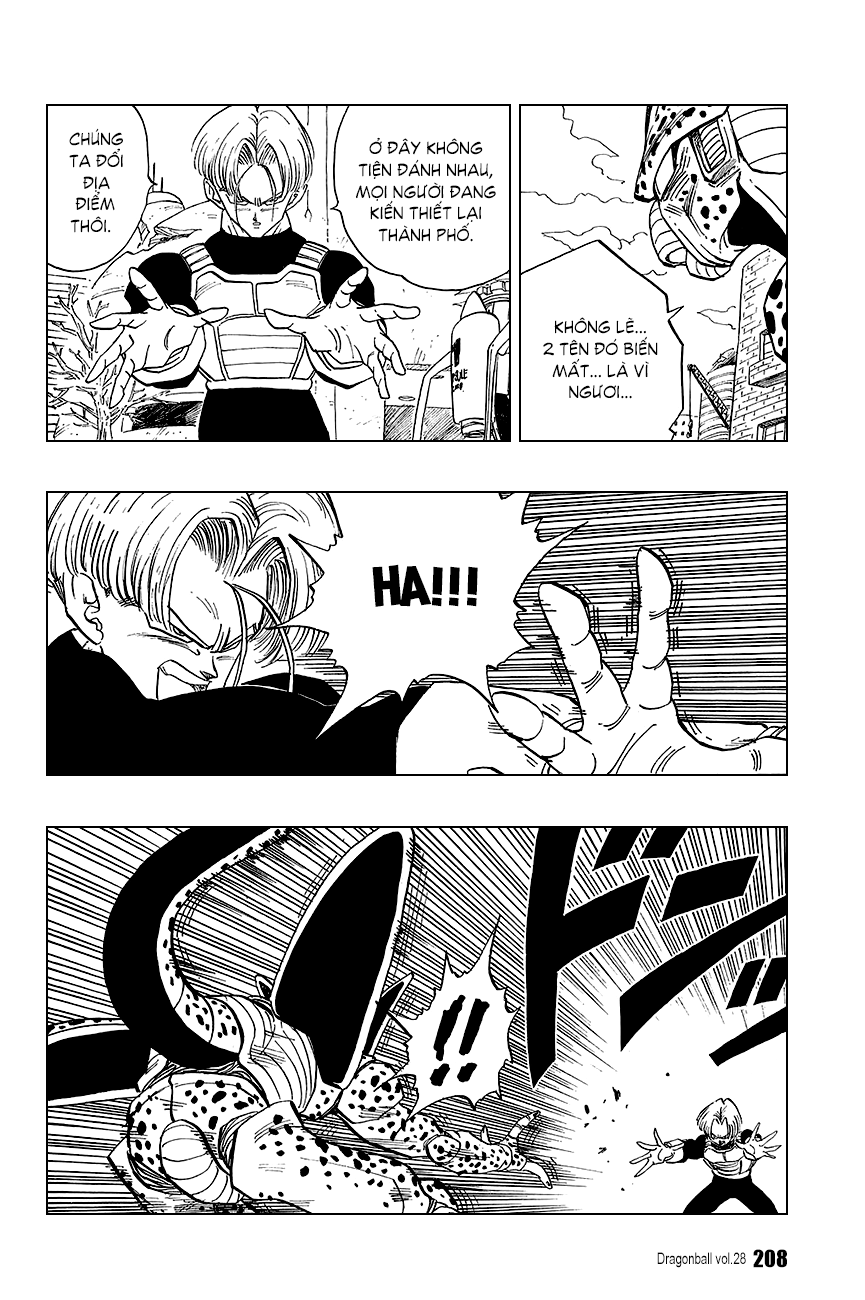 KHÔNG LẼ...
2 TÊN ĐÓ BIẾN
MẤT... LÀ VÌ
NGƯƠI...
Ở ĐÂY KHÔNG
TIỆN ĐÁNH NHAU,
MỌI NGƯỜI ĐANG
KIẾN THIẾT LẠI
THÀNH PHỐ.
CHÚNG
TA ĐỔI
ĐỊA
ĐIỂM
THÔI.
HA!!!
!!
Dragonball vol.28 208